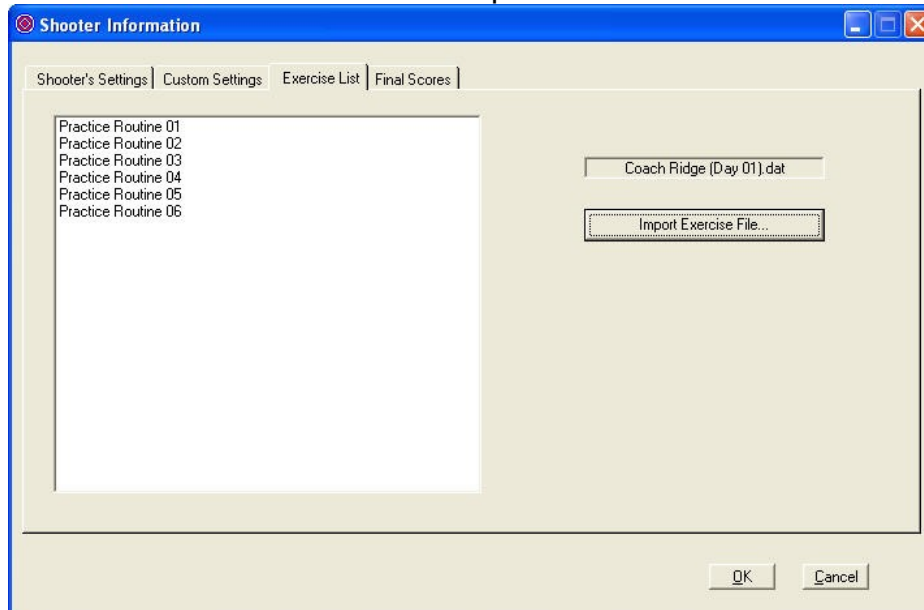 Shooter Information
Shooter's Settings Custom Settings Exercise List Final Scores
Practice Routine 01
Practice Routine 02
Practice Routine 03
Practice Routine 04
Practice Routine 05
Practice Routine 06
Coach Ridge (Day 01).dat
Import Exercise File...
OK Cancel